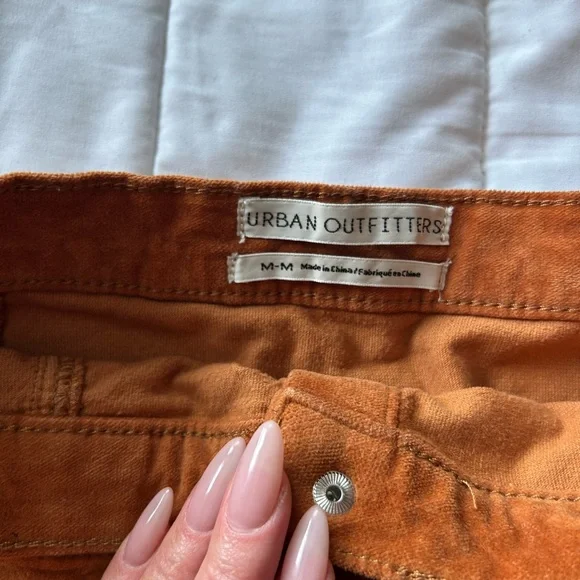 URBAN OUTFITTERS
M-M Made in China / Fabriqué en Chine